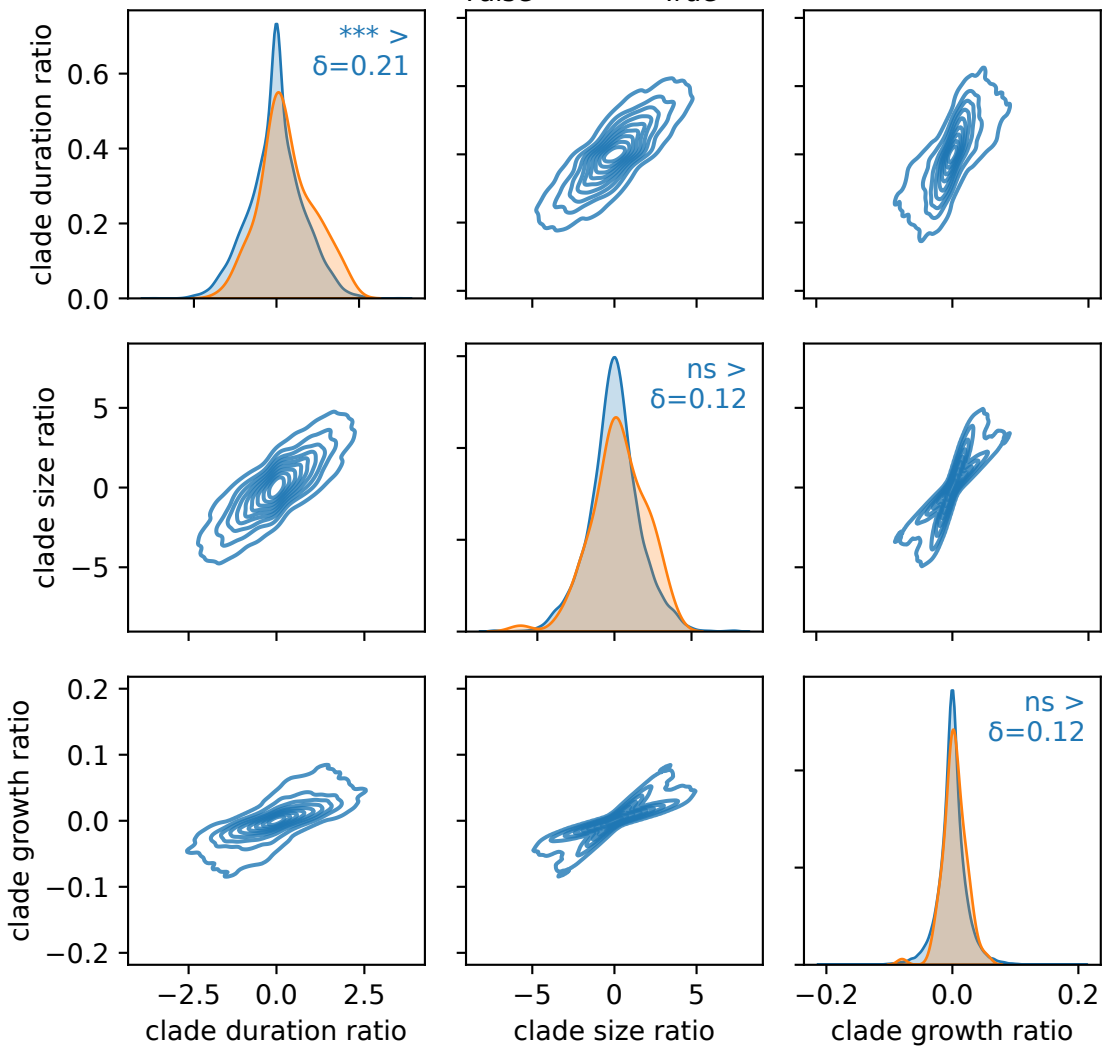 *** >
δ=0.21
clade duration ratio
0.6
0.4
0.2
0.0
ns >
δ=0.12
clade size ratio
5
0
−5
ns >
δ=0.12
clade growth ratio
0.2
0.1
0.0
−0.1
−0.2
−2.5 0.0 2.5
−5 0 5
−0.2 0.0 0.2
clade duration ratio
clade size ratio
clade growth ratio